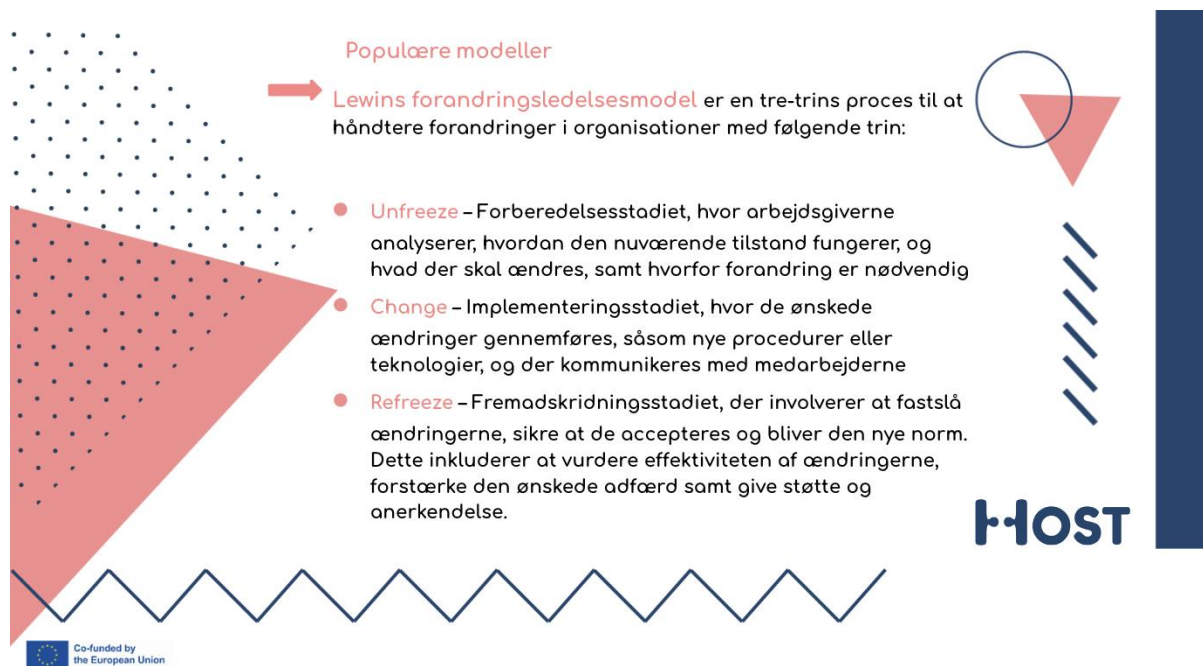 Populære modeller
Lewins forandringsledelsesmodel er en tre-trins proces til at
håndtere forandringer i organisationer med følgende trin:
Unfreeze – Forberedelsesstadiet, hvor arbejdsgiverne
analyserer, hvordan den nuværende tilstand fungerer, og
hvad der skal ændres, samt hvorfor forandring er nødvendig
Change – Implementeringsstadiet, hvor de ønskede
ændringer gennemføres, såsom nye procedurer eller
teknologier, og der kommunikeres med medarbejderne
Refreeze – Fremadskridningsstadiet, der involverer at fastslå
ændringerne, sikre at de accepteres og bliver den nye norm.
Dette inkluderer at vurdere effektiviteten af ændringerne,
forstærke den ønskede adfærd samt give støtte og
anerkendelse.
HOST
Co-funded by
the European Union